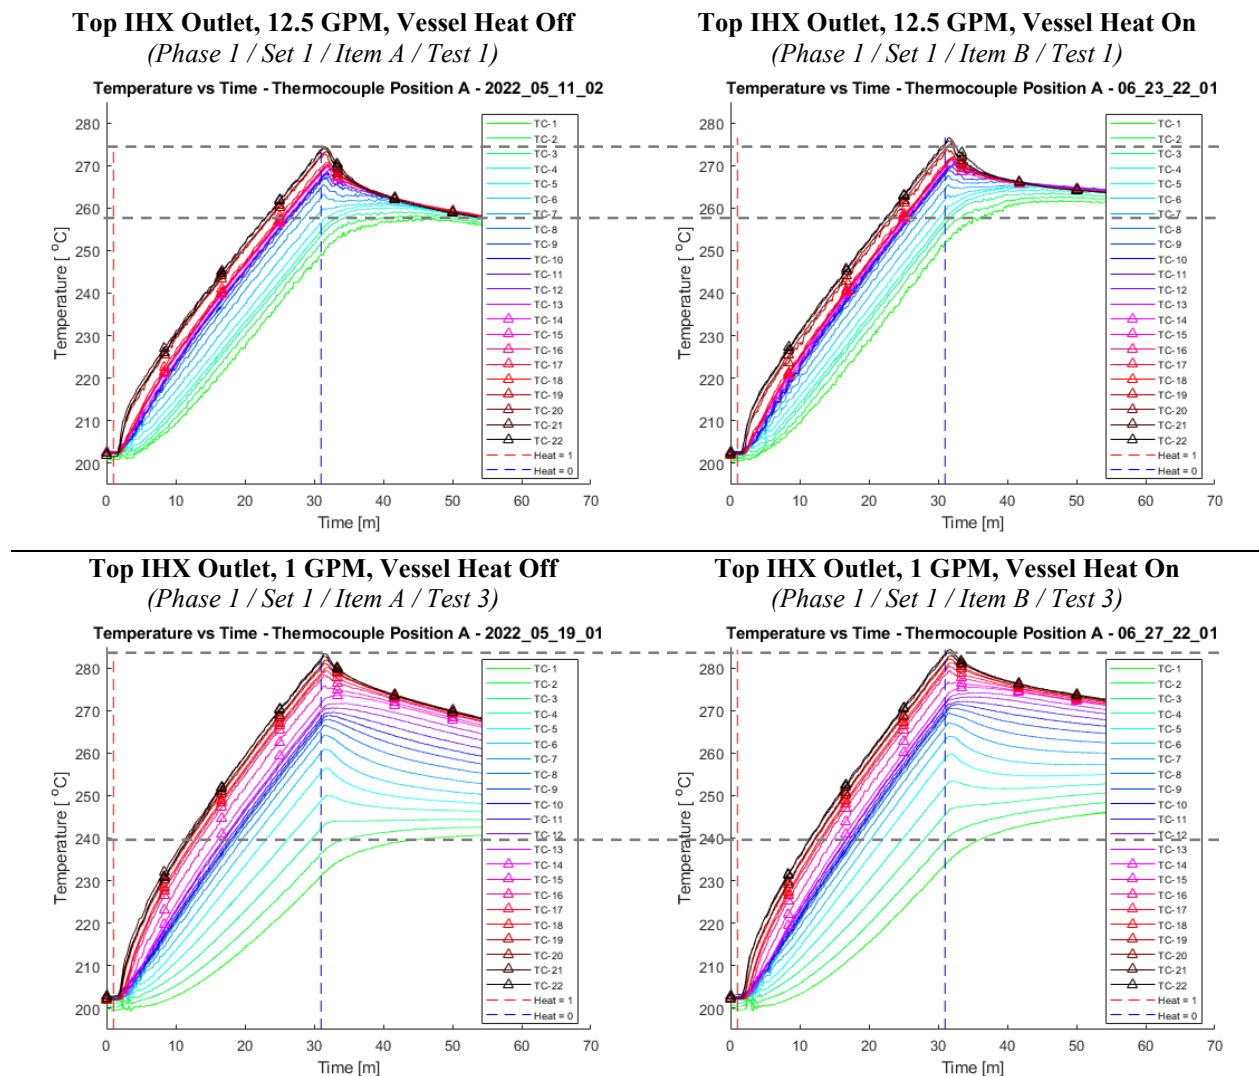 Top IHX Outlet, 12.5 GPM, Vessel Heat Off
(Phase 1 / Set 1 / Item A / Test 1)
Temperature vs Time - Thermocouple Position A - 2022_05_11_02
280
270
260
250
240
230
220
210
200
Temperature [ °C]
0 10 20 30 40 50 60 70
Time [m]
TC-1
TC-2
TC-3
TC-4
TC-5
TC-6
TC-7
TC-8
TC-9
TC-10
TC-11
TC-12
TC-13
TC-14
TC-15
TC-16
TC-17
TC-18
TC-19
TC-20
TC-21
TC-22
Heat = 1
Heat = 0
Top IHX Outlet, 12.5 GPM, Vessel Heat On
(Phase 1 / Set 1 / Item B / Test 1)
Temperature vs Time - Thermocouple Position A - 06_23_22_01
280
270
260
250
240
230
220
210
200
Temperature [ °C]
0 10 20 30 40 50 60 70
Time [m]
TC-1
TC-2
TC-3
TC-4
TC-5
TC-6
TC-7
TC-8
TC-9
TC-10
TC-11
TC-12
TC-13
TC-14
TC-15
TC-16
TC-17
TC-18
TC-19
TC-20
TC-21
TC-22
Heat = 1
Heat = 0
Top IHX Outlet, 1 GPM, Vessel Heat Off
(Phase 1 / Set 1 / Item A / Test 3)
Temperature vs Time - Thermocouple Position A - 2022_05_19_01
280
270
260
250
240
230
220
210
200
Temperature [ °C]
0 10 20 30 40 50 60 70
Time [m]
TC-1
TC-2
TC-3
TC-4
TC-5
TC-6
TC-7
TC-8
TC-9
TC-10
TC-11
TC-12
TC-13
TC-14
TC-15
TC-16
TC-17
TC-18
TC-19
TC-20
TC-21
TC-22
Heat = 1
Heat = 0
Top IHX Outlet, 1 GPM, Vessel Heat On
(Phase 1 / Set 1 / Item B / Test 3)
Temperature vs Time - Thermocouple Position A - 06_27_22_01
280
270
260
250
240
230
220
210
200
Temperature [ °C]
0 10 20 30 40 50 60 70
Time [m]
TC-1
TC-2
TC-3
TC-4
TC-5
TC-6
TC-7
TC-8
TC-9
TC-10
TC-11
TC-12
TC-13
TC-14
TC-15
TC-16
TC-17
TC-18
TC-19
TC-20
TC-21
TC-22
Heat = 1
Heat = 0